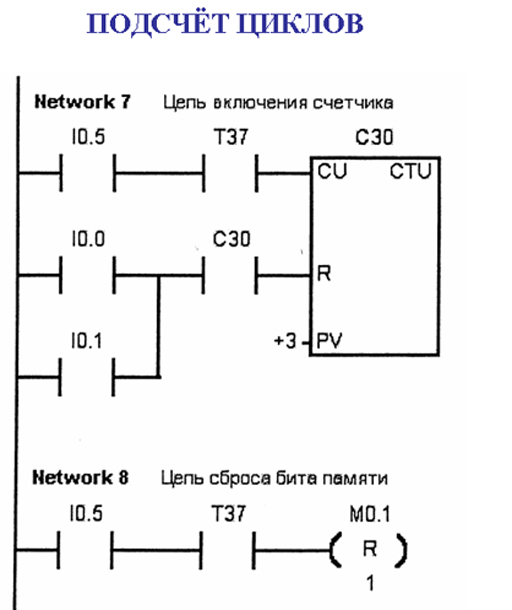 ПОДСЧЁТ ЦИКЛОВ
Network 7 Цепь включения счетчика
I0.5 T37 C30
CU CTU
I0.0 C30
R
I0.1
+3 PV
Network 8 Цепь сброса бита памяти
I0.5 T37 M0.1
R
1